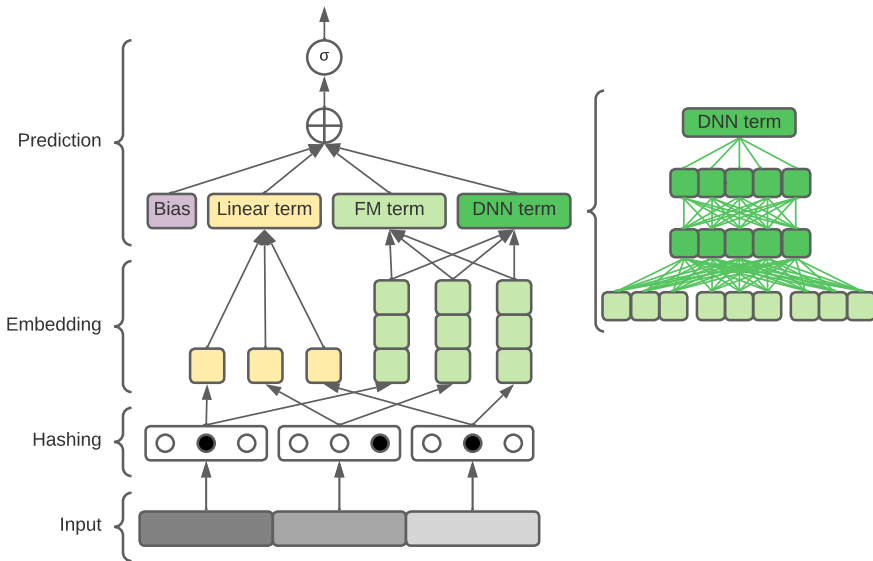 σ
Prediction
DNN term
Bias
Linear term
FM term
DNN term
Embedding
Hashing
Input